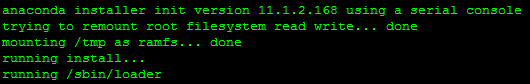 anaconda installer init version 11.1.2.168 using a serial console
trying to remount root filesystem read write... done
mounting /tmp as ramfs... done
running install...
running /sbin/loader